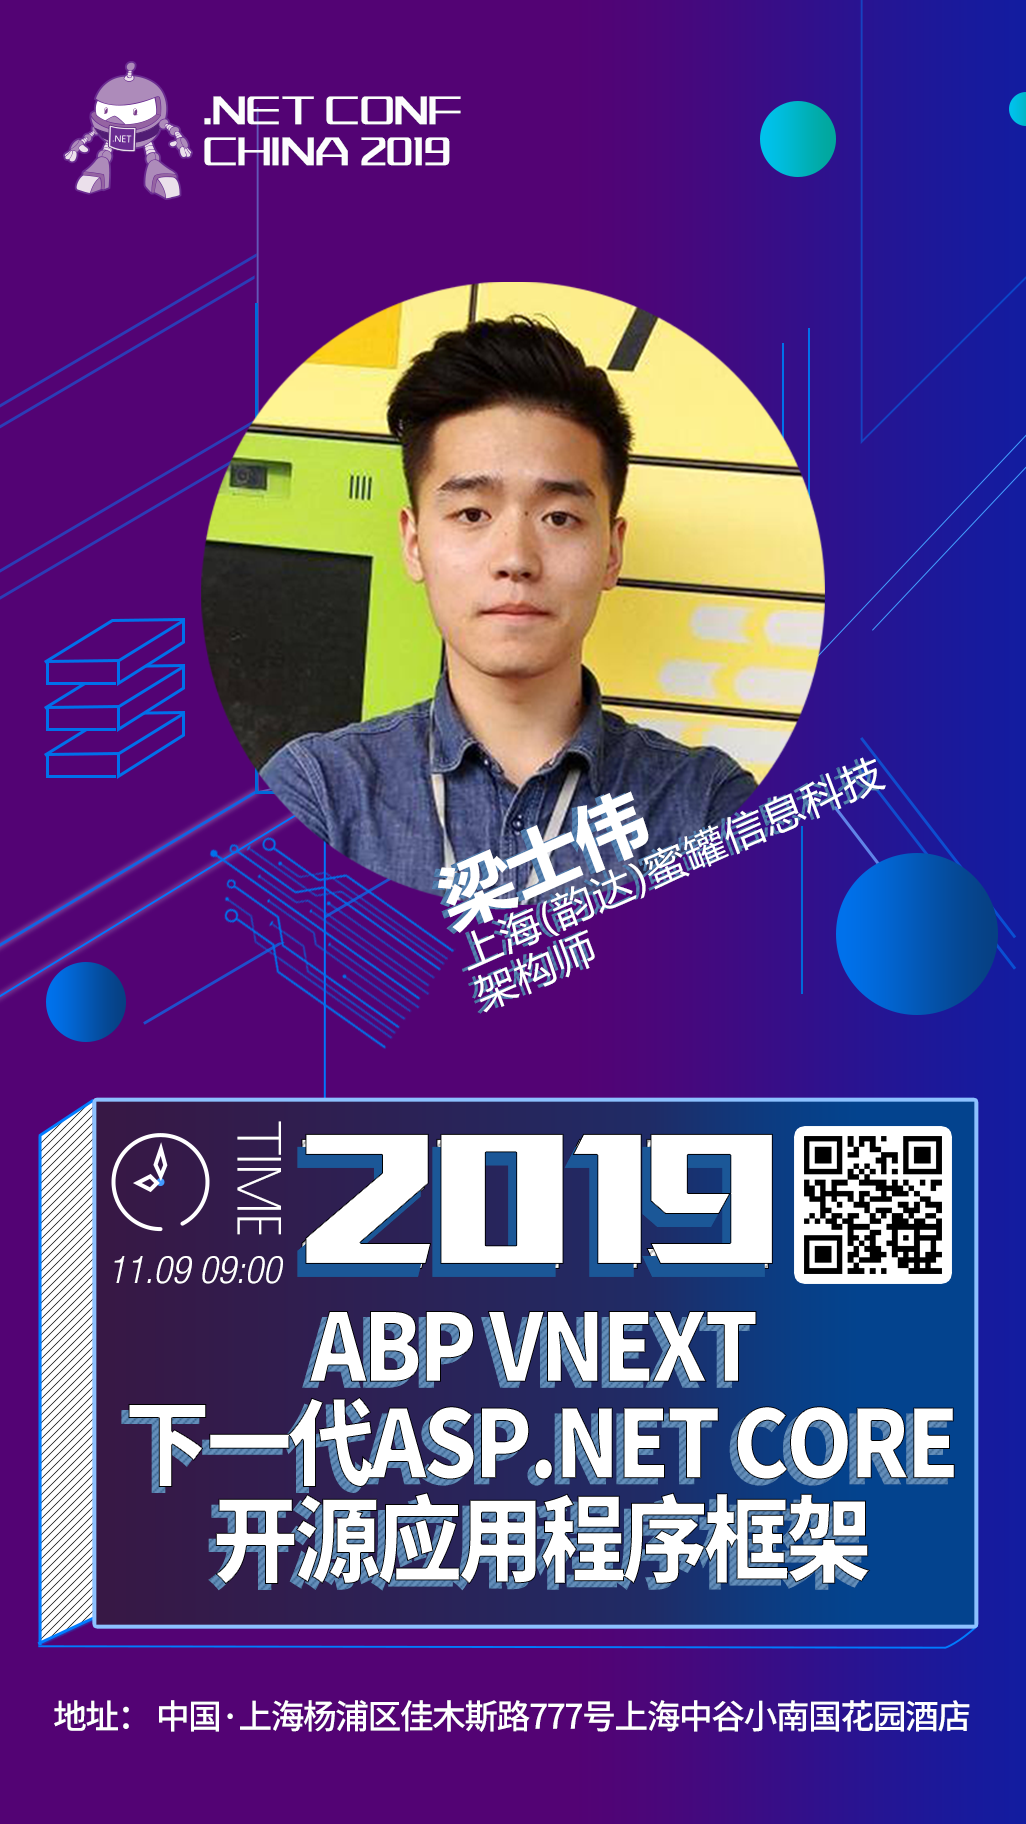 .NET CONF
CHINA 2019
.NET
梁士伟
上海(韵达)蜜罐信息科技
架构师
TIME
11.09 09:00
2019
ABP VNEXT
下一代ASP.NET CORE
开源应用程序框架
地址： 中国·上海杨浦区佳木斯路777号上海中谷小南国花园酒店